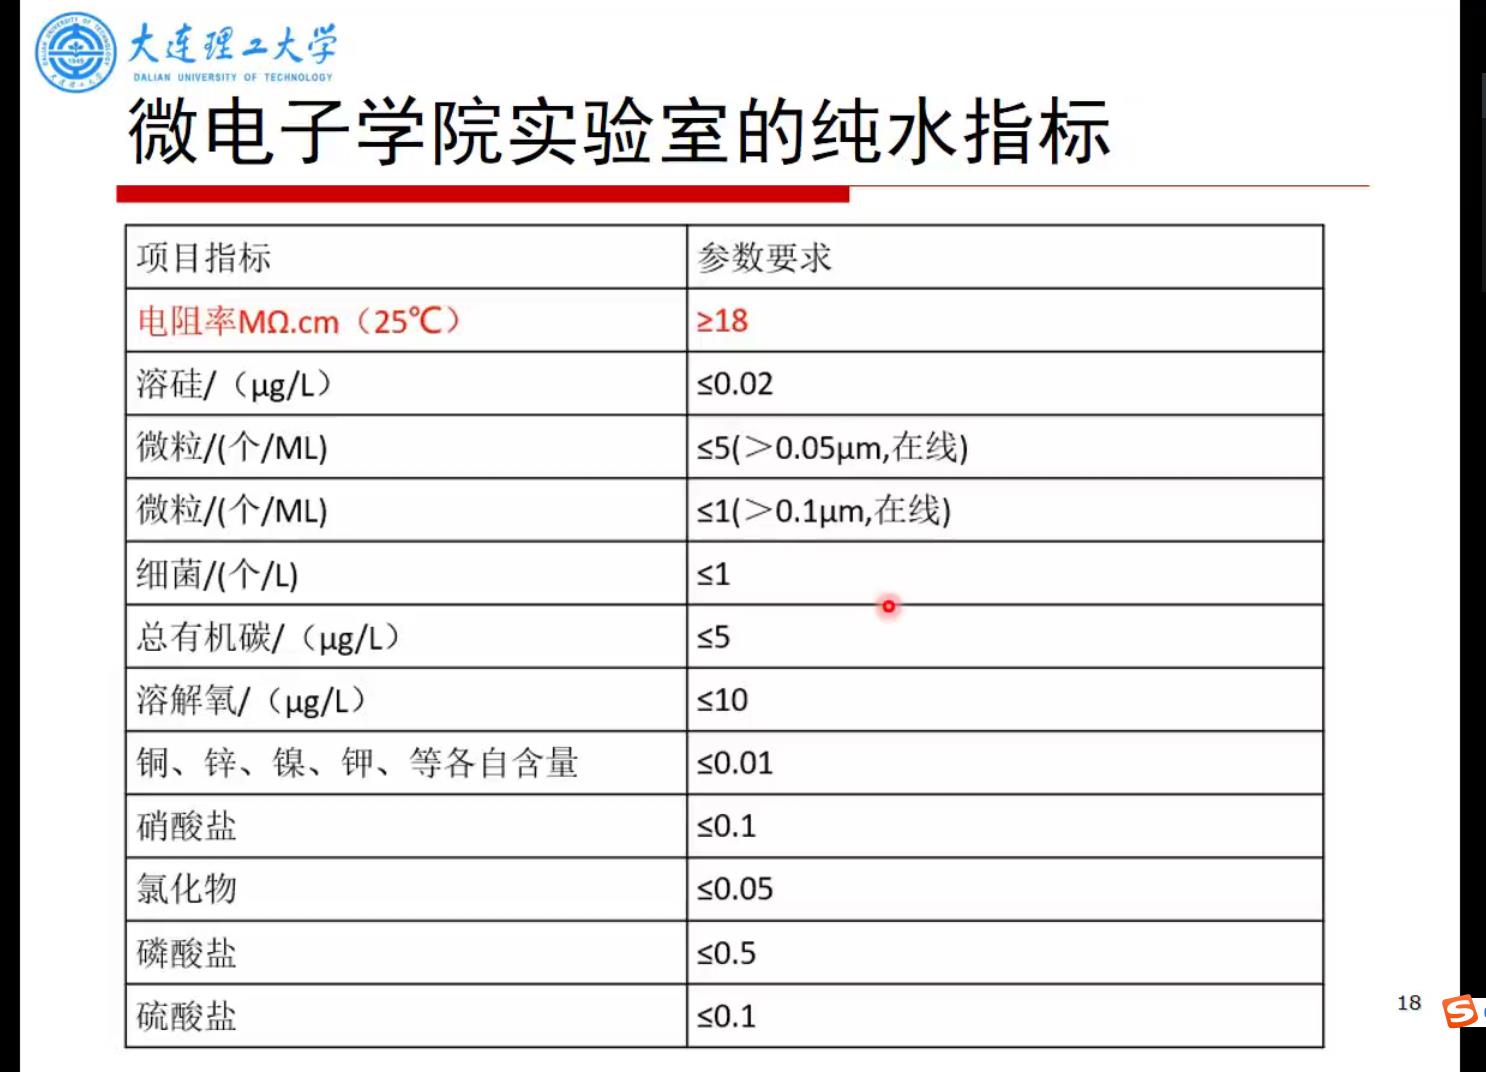 大连理工大学
DALIAN UNIVERSITY OF TECHNOLOGY
微电子学院实验室的纯水指标
项目指标 参数要求
电阻率MΩ.cm（25℃） ≥18
溶硅/（μg/L） ≤0.02
微粒/(个/ML) ≤5(＞0.05μm,在线)
微粒/(个/ML) ≤1(＞0.1μm,在线)
细菌/(个/L) ≤1
总有机碳/（μg/L） ≤5
溶解氧/（μg/L） ≤10
铜、锌、镍、钾、等各自含量 ≤0.01
硝酸盐 ≤0.1
氯化物 ≤0.05
磷酸盐 ≤0.5
硫酸盐 ≤0.1
18